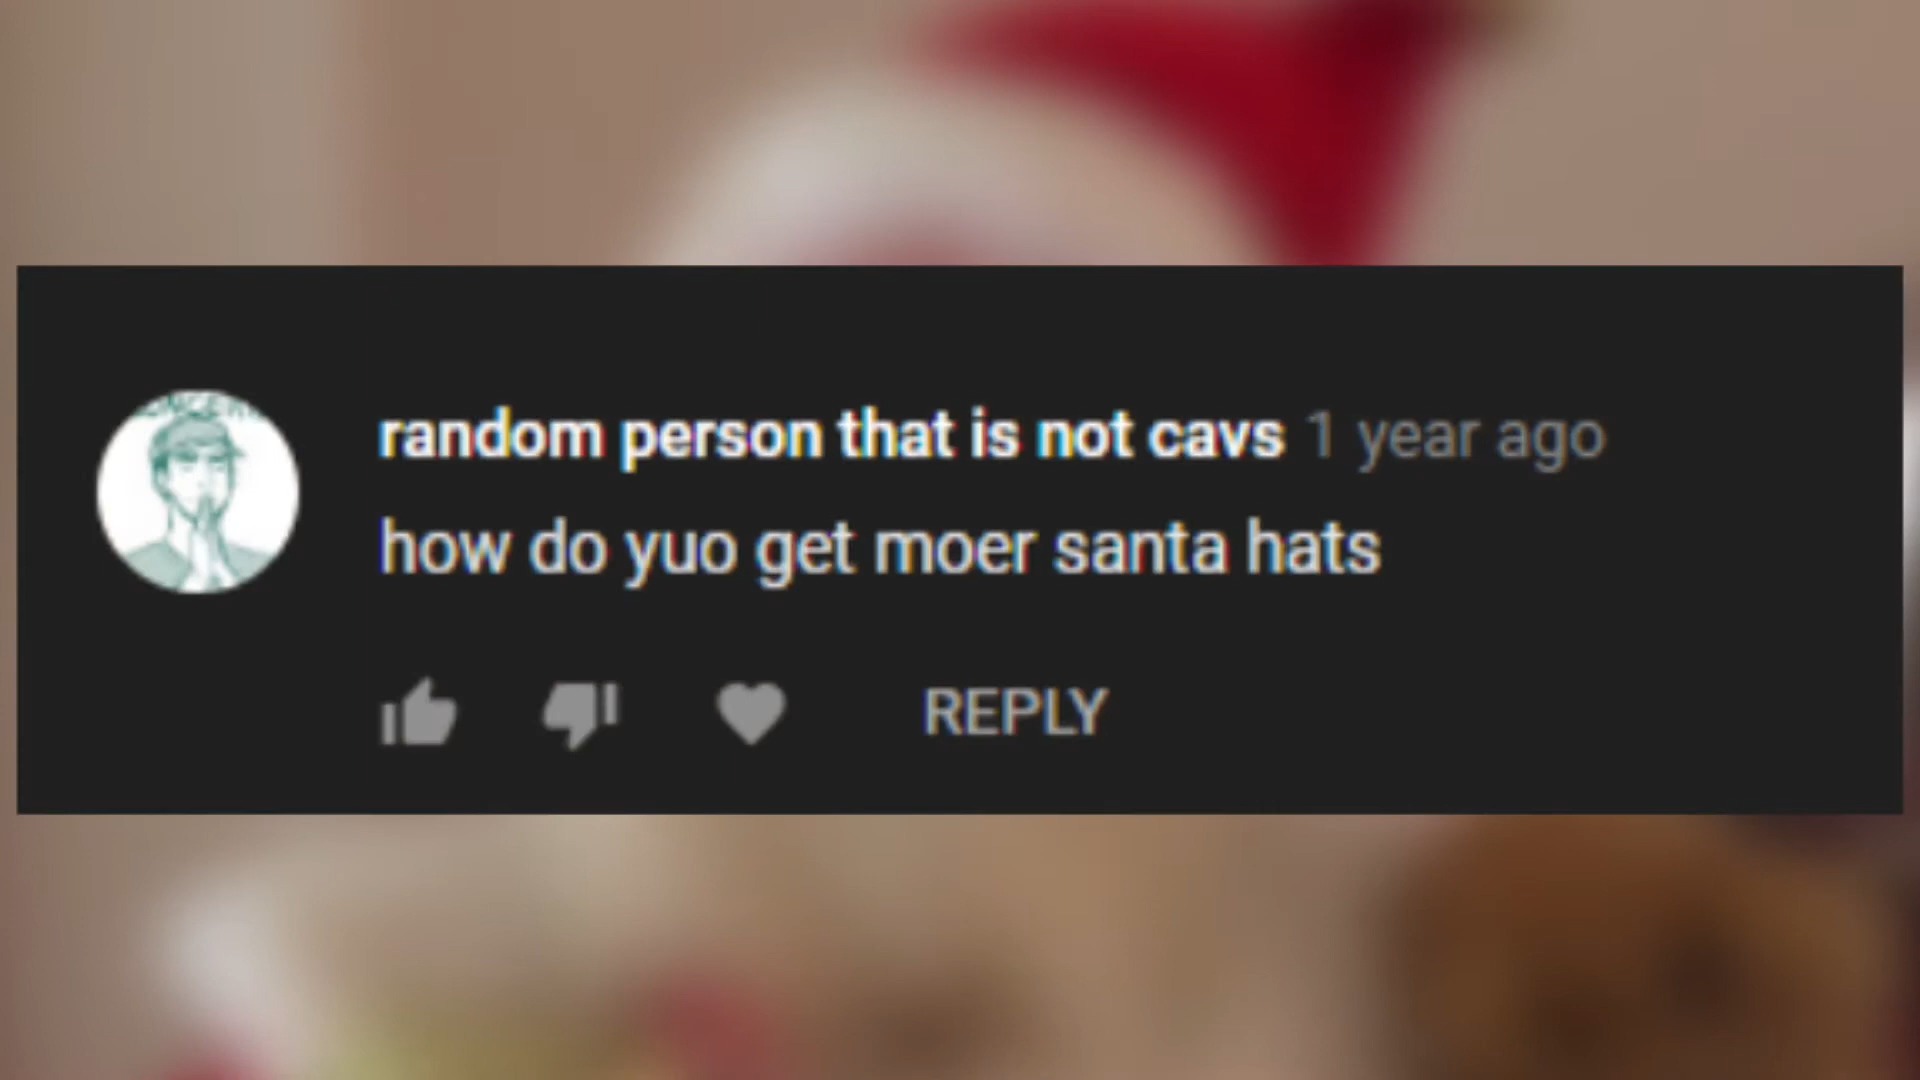 random person that is not cavs 1 year ago
how do yuo get moer santa hats
REPLY